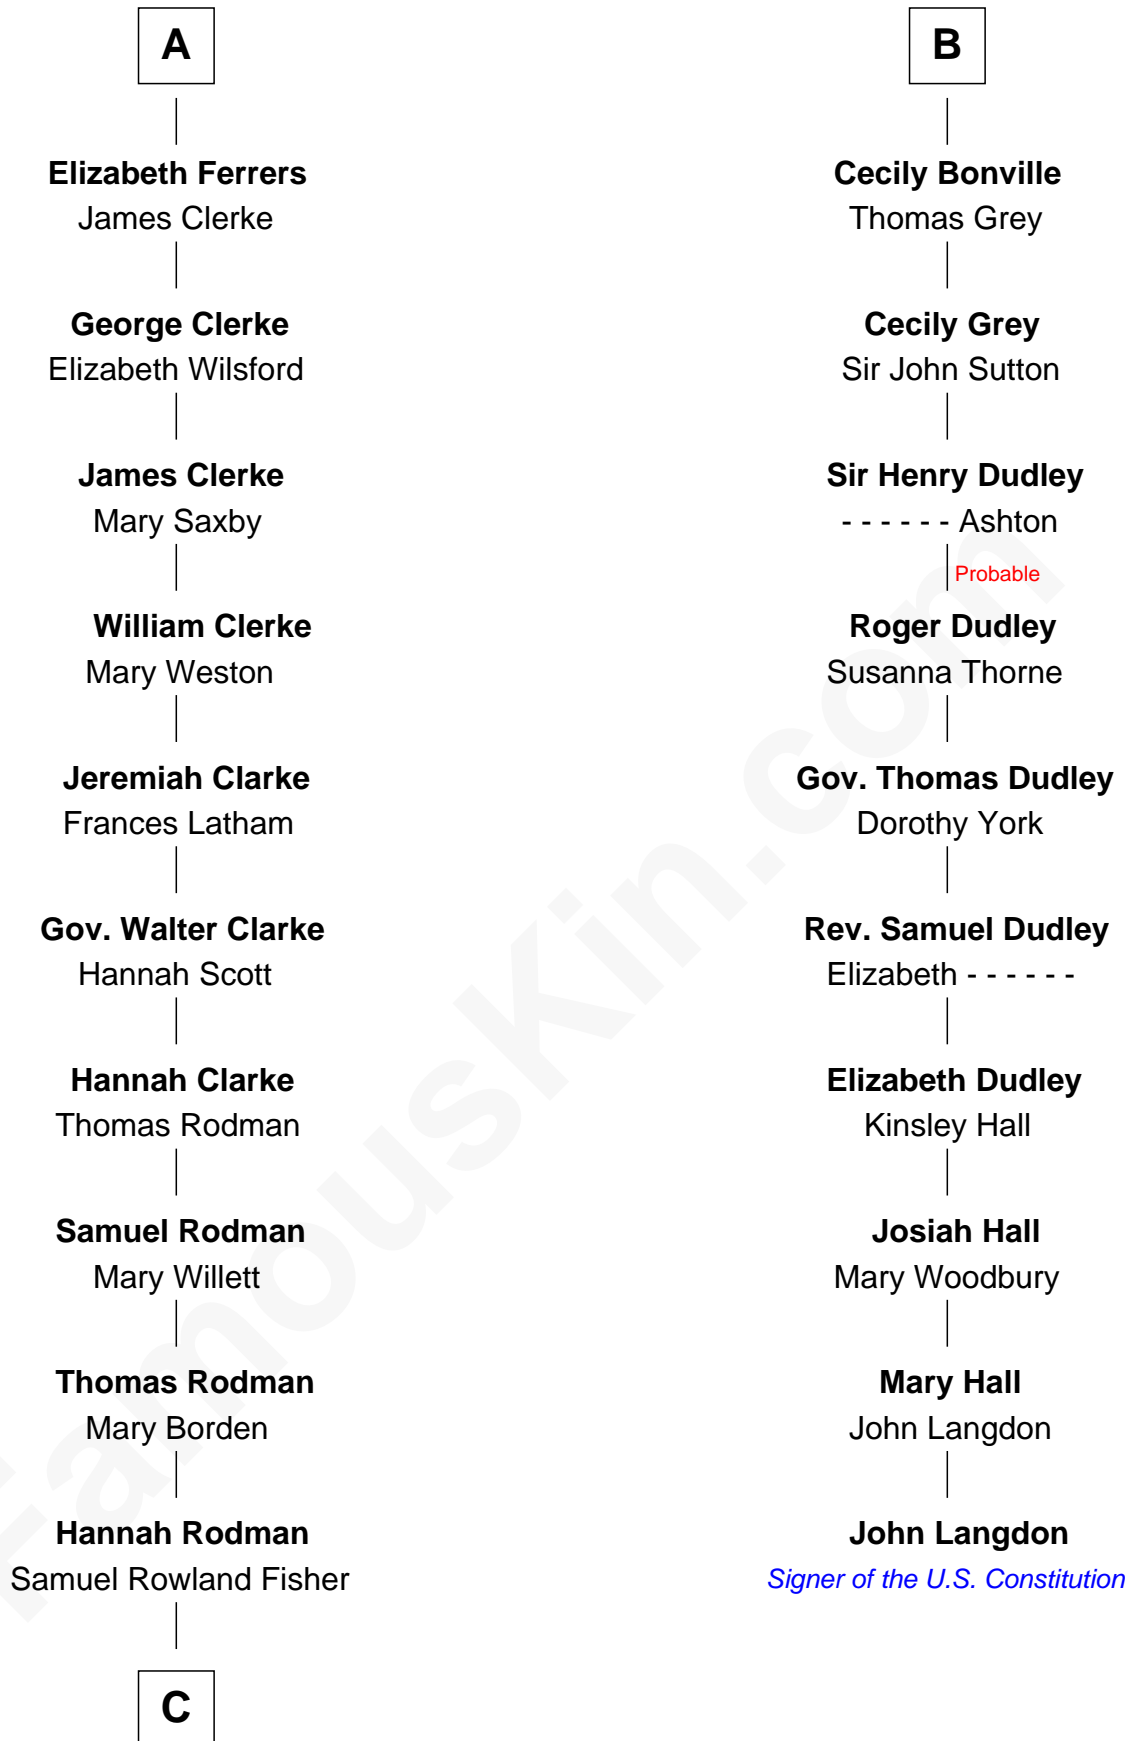 A
Elizabeth Ferrers
James Clerke
George Clerke
Elizabeth Wilsford
James Clerke
Mary Saxby
William Clerke
Mary Weston
Jeremiah Clarke
Frances Latham
Gov. Walter Clarke
Hannah Scott
Hannah Clarke
Thomas Rodman
Samuel Rodman
Mary Willett
Thomas Rodman
Mary Borden
Hannah Rodman
Samuel Rowland Fisher
C
B
Cecily Bonville
Thomas Grey
Cecily Grey
Sir John Sutton
Sir Henry Dudley
- - - - - - Ashton
Probable
Roger Dudley
Susanna Thorne
Gov. Thomas Dudley
Dorothy York
Rev. Samuel Dudley
Elizabeth - - - - - -
Elizabeth Dudley
Kinsley Hall
Josiah Hall
Mary Woodbury
Mary Hall
John Langdon
John Langdon
Signer of the U.S. Constitution
FamousKin.com